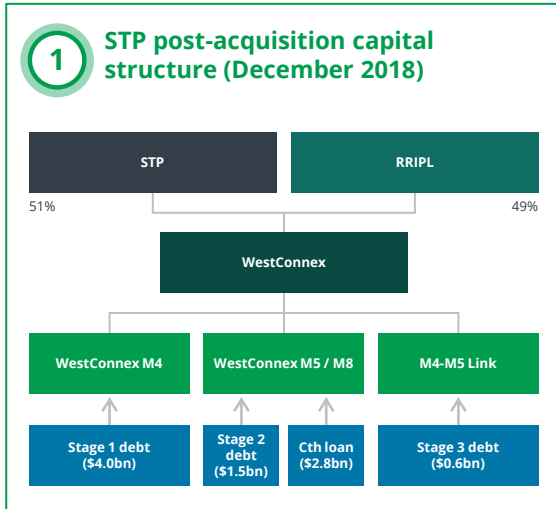 1
STP post-acquisition capital
structure (December 2018)
STP
RRIPL
51%
49%
WestConnex
WestConnex M4
WestConnex M5 / M8
M4-M5 Link
Stage 1 debt
($4.0bn)
Stage 2
debt
($1.5bn)
Cth loan
($2.8bn)
Stage 3 debt
($0.6bn)